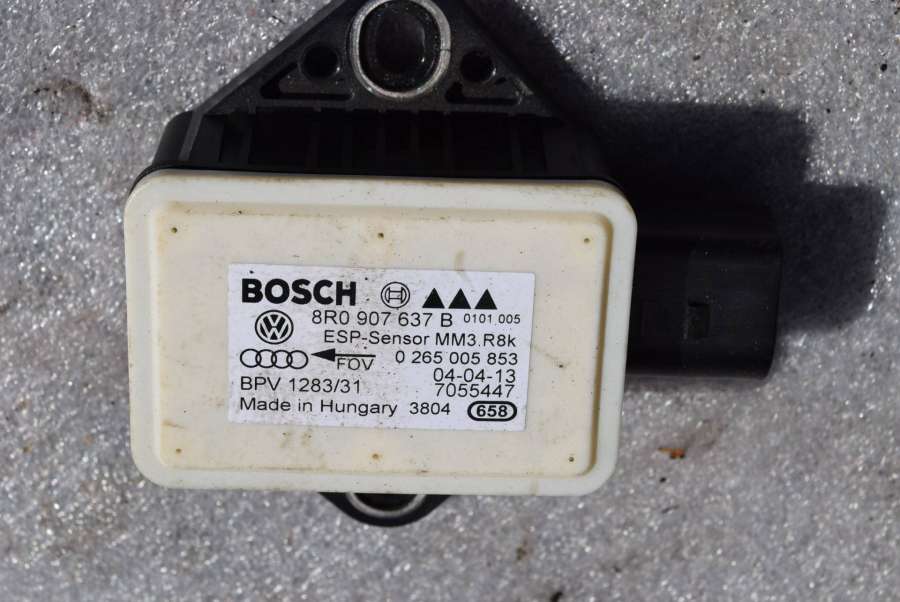 BOSCH
8R0 907 637 B 0101.005
ESP-Sensor MM3.R8k
FOV 0 265 005 853
04-04-13
BPV 1283/31 7055447
Made in Hungary 3804 658